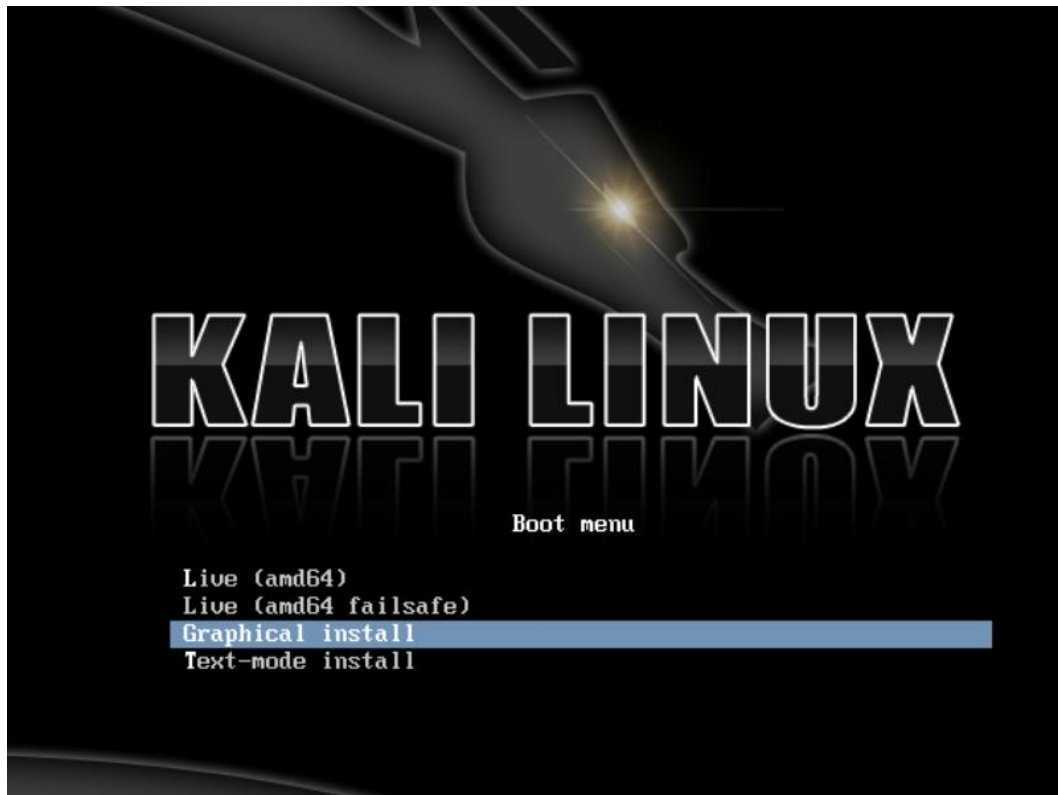 KALI LINUX
Boot menu
Live (amd64)
Live (amd64 failsafe)
Graphical install
Text-mode install